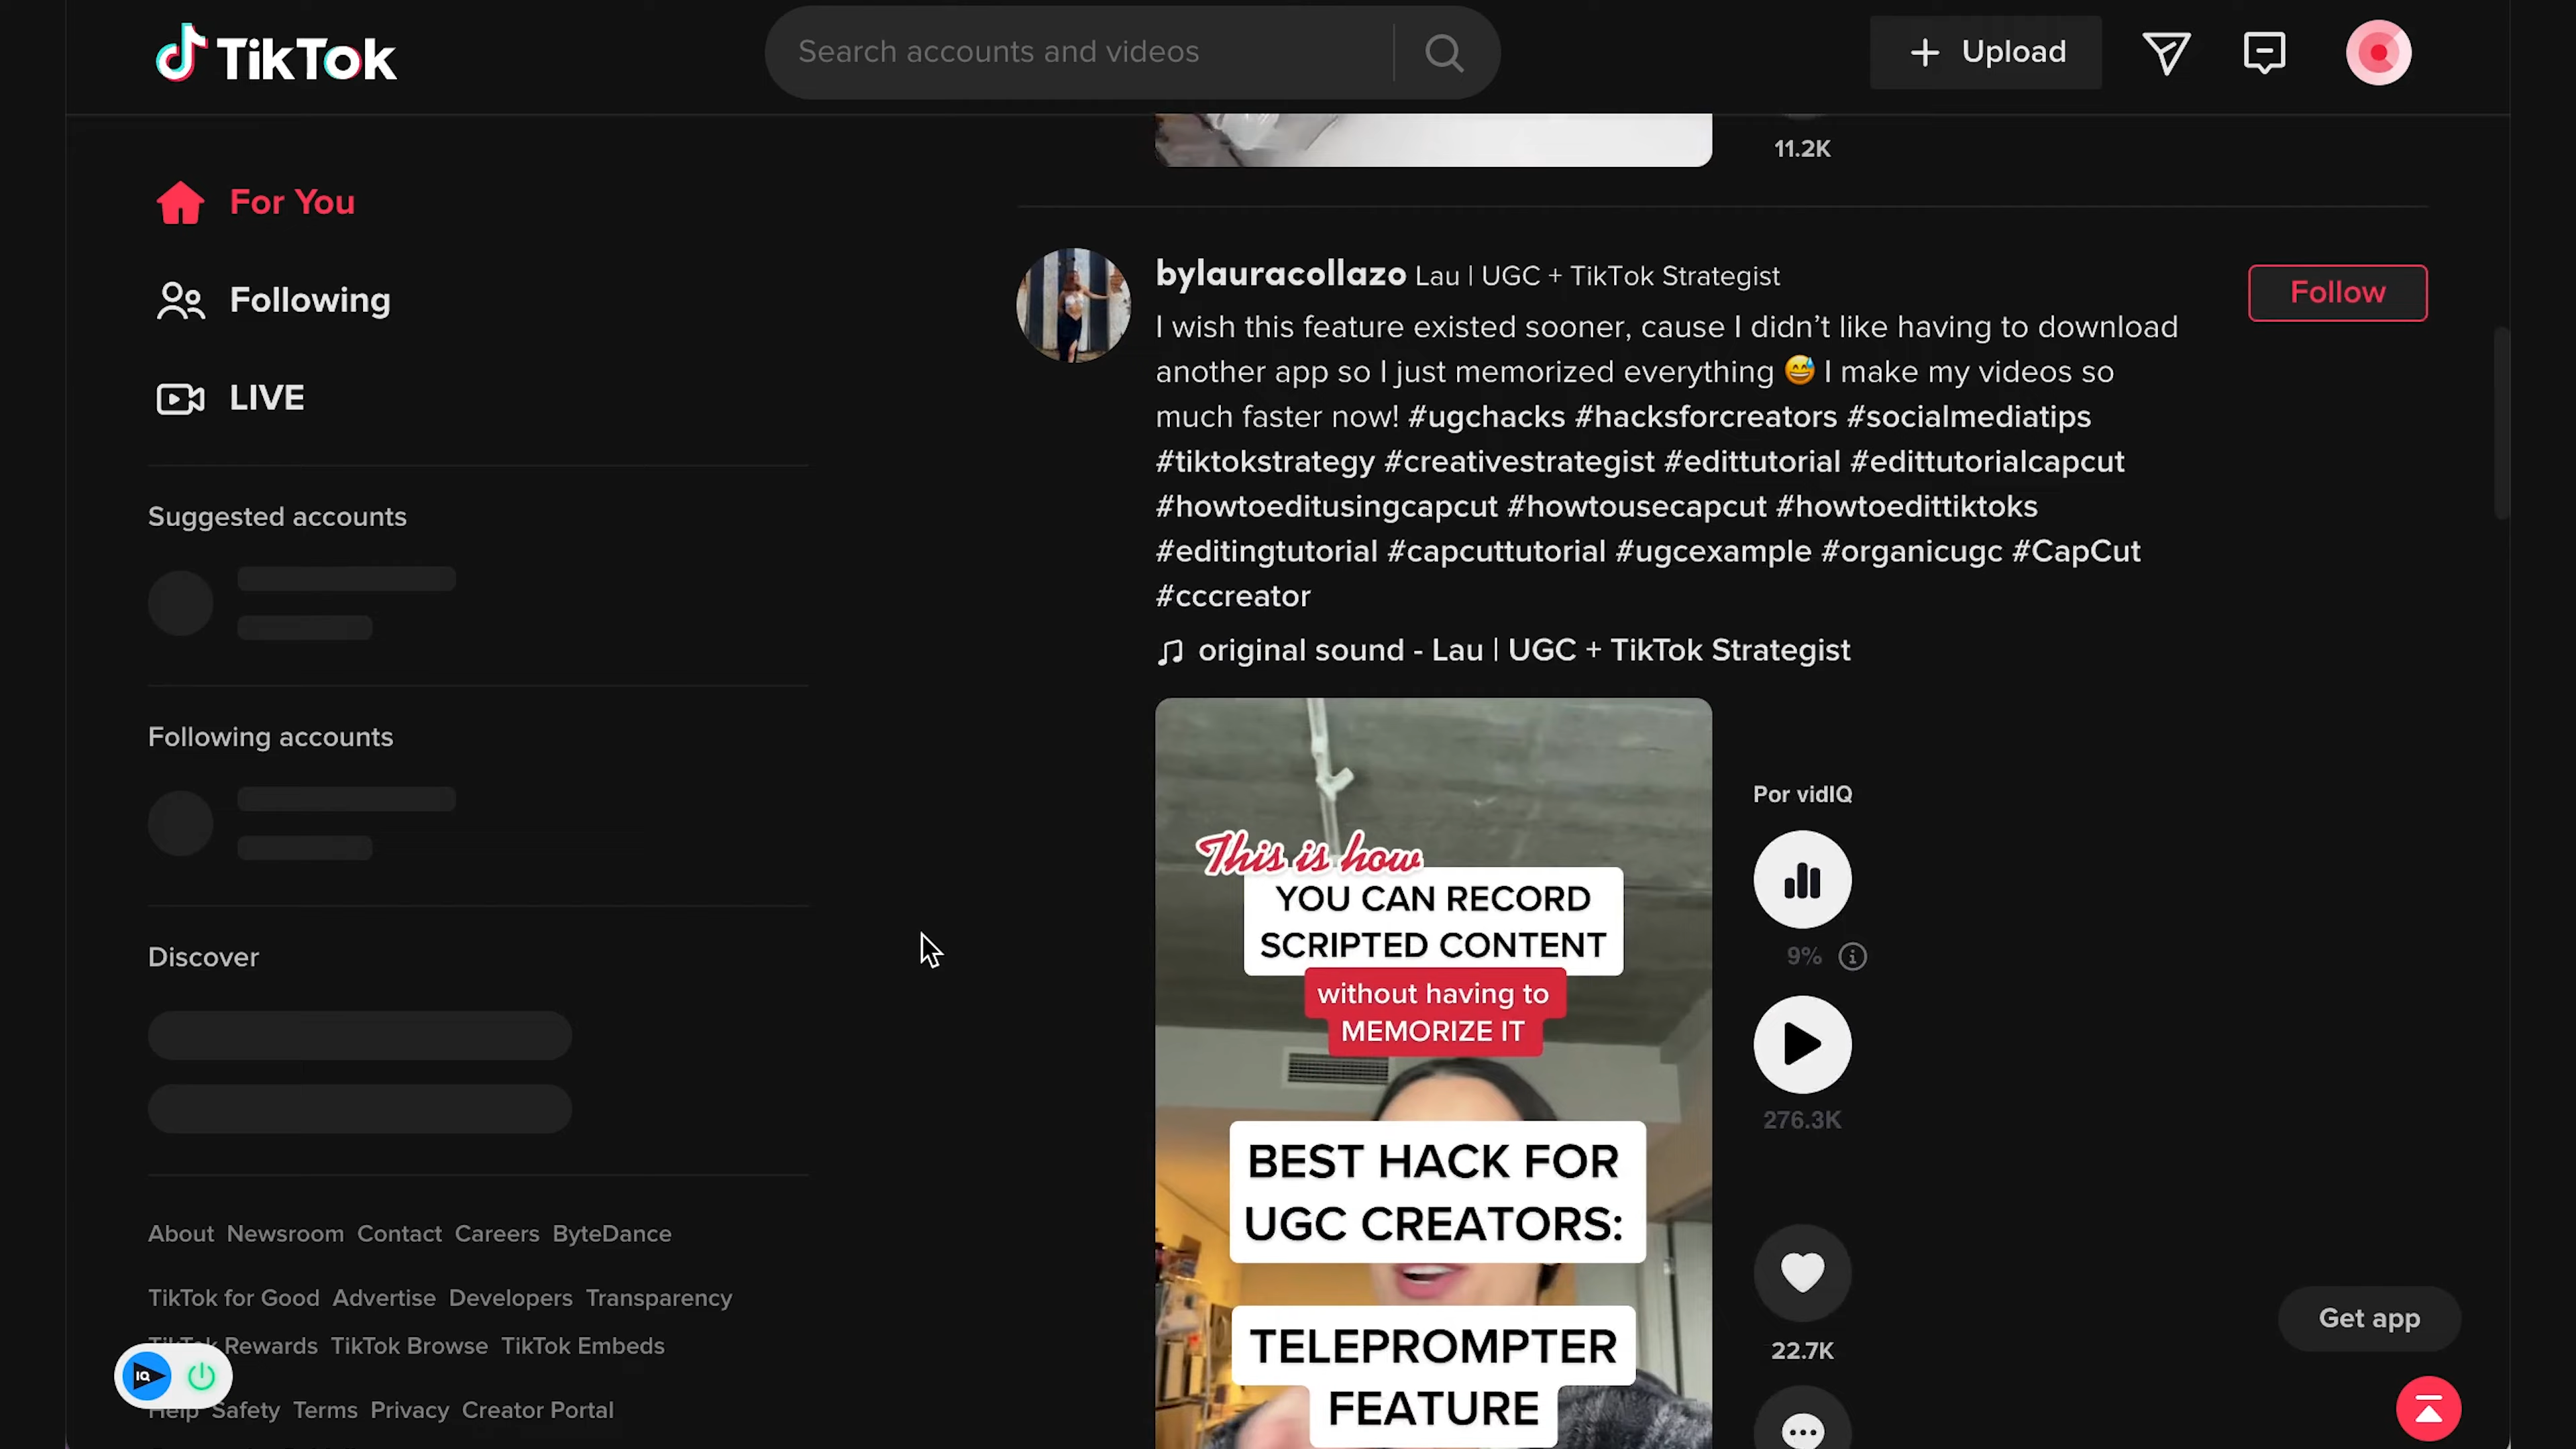 TikTok
Search accounts and videos
Upload
For You
Following
LIVE
Suggested accounts
Following accounts
Discover
About Newsroom Contact Careers ByteDance
TikTok for Good Advertise Developers Transparency
TikTok Rewards TikTok Browse TikTok Embeds
IQ
Help Safety Terms Privacy Creator Portal
11.2K
bylauracollazo Lau | UGC + TikTok Strategist
Follow
I wish this feature existed sooner, cause I didn’t like having to download
another app so I just memorized everything 😅 I make my videos so
much faster now! #ugchacks #hacksforcreators #socialmediatips
#tiktokstrategy #creativestrategist #edittutorial #edittutorialcapcut
#howtoeditusingcapcut #howtousecapcut #howtoedittiktoks
#editingtutorial #capcuttutorial #ugcexample #organicugc #CapCut
#cccreator
original sound - Lau | UGC + TikTok Strategist
This is how
YOU CAN RECORD
SCRIPTED CONTENT
without having to
MEMORIZE IT
BEST HACK FOR
UGC CREATORS:
TELEPROMPTER
FEATURE
Por vidIQ
9%
276.3K
22.7K
Get app